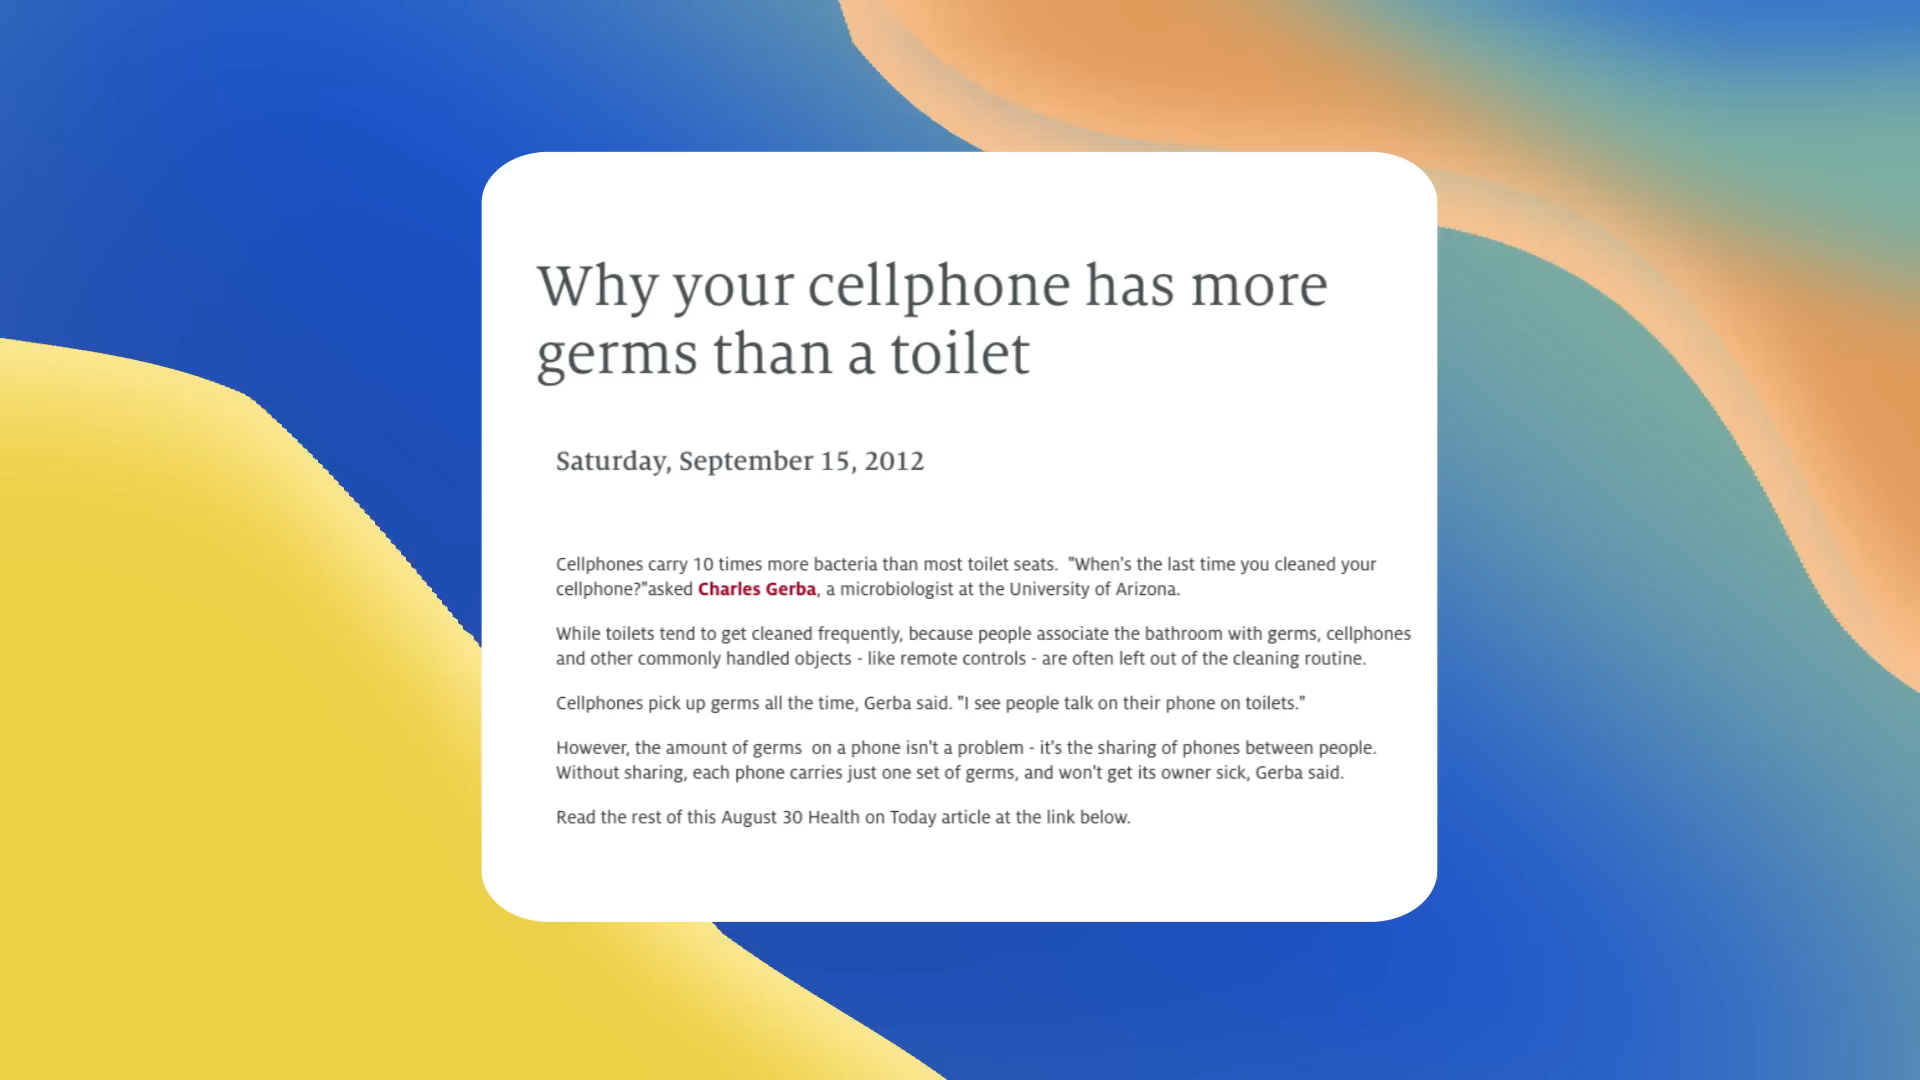 Why your cellphone has more
germs than a toilet
Saturday, September 15, 2012
Cellphones carry 10 times more bacteria than most toilet seats.  "When's the last time you cleaned your
cellphone?"asked Charles Gerba, a microbiologist at the University of Arizona.
While toilets tend to get cleaned frequently, because people associate the bathroom with germs, cellphones
and other commonly handled objects - like remote controls - are often left out of the cleaning routine.
Cellphones pick up germs all the time, Gerba said. "I see people talk on their phone on toilets."
However, the amount of germs  on a phone isn't a problem - it's the sharing of phones between people.
Without sharing, each phone carries just one set of germs, and won't get its owner sick, Gerba said.
Read the rest of this August 30 Health on Today article at the link below.